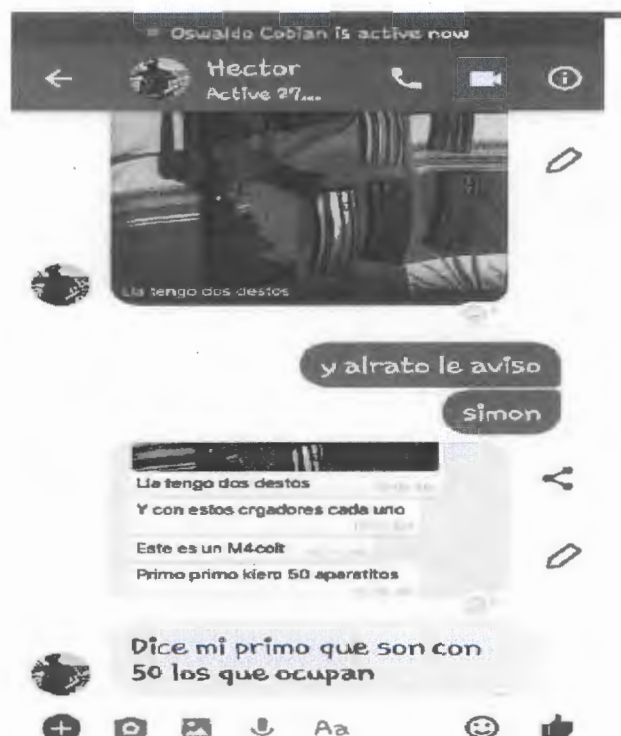 Oswaldo Cobian is active now
Hector
Active 27...
Lla tengo dos destos
y alrato le aviso
simon
Lla tengo dos destos
Y con estos crgadores cada uno
Este es un M4colt
Primo primo kiero 50 aparatitos
Dice mi primo que son con
50 los que ocupan
Aa